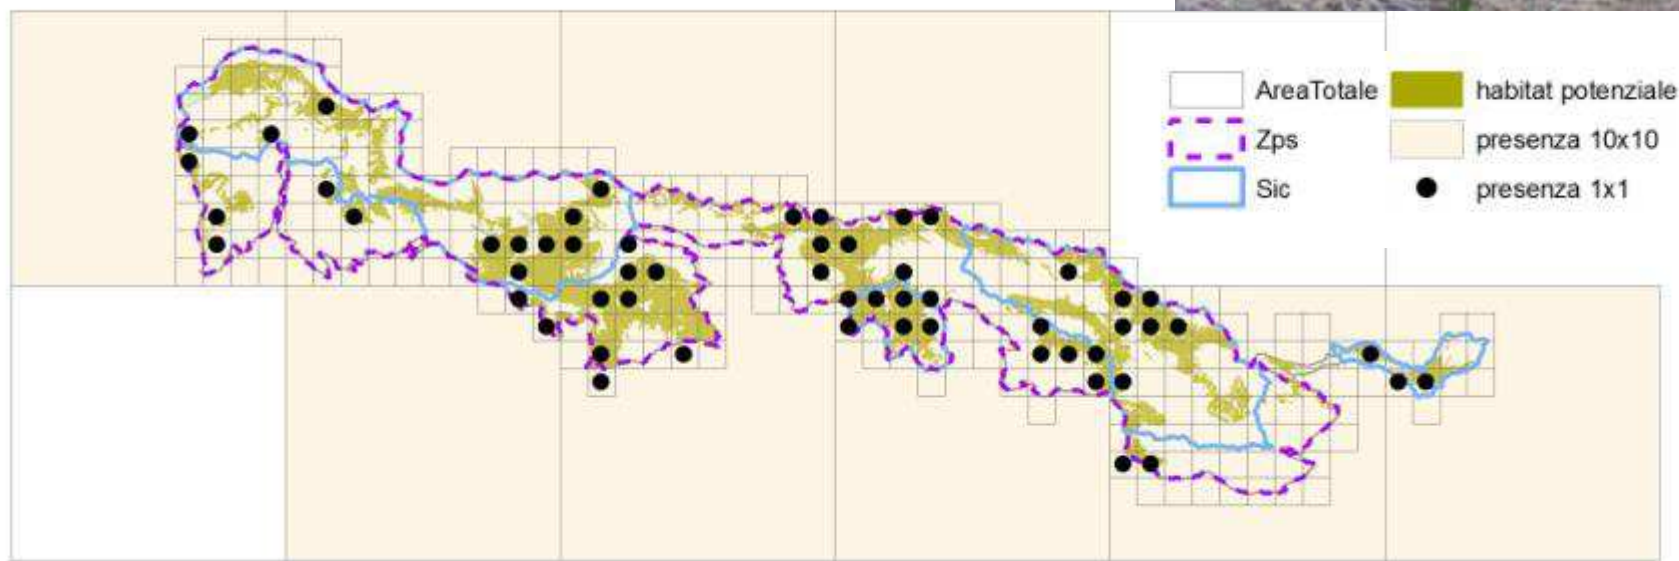 AreaTotale
habitat potenziale
Zps
presenza 10x10
Sic
presenza 1x1